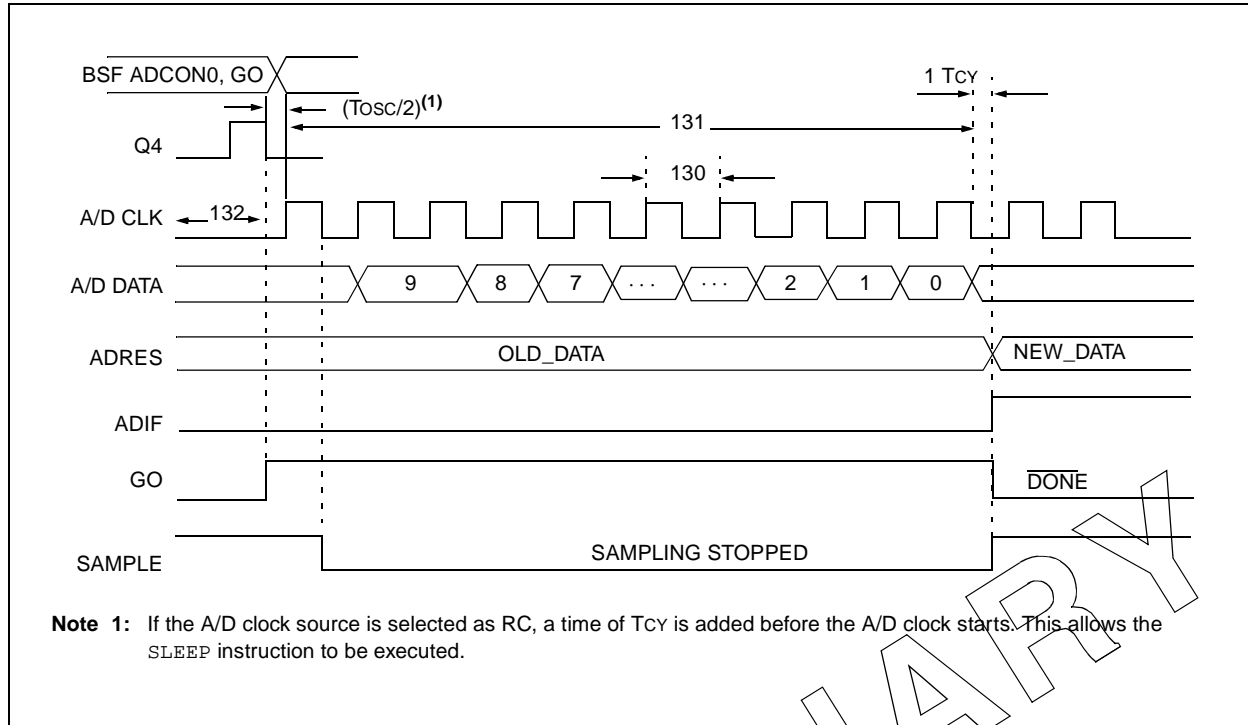 BSF ADCON0, GO
1 TCY
(TOSC/2)(1)
131
Q4
130
A/D CLK
132
A/D DATA
9 8 7 . . . . . . 2 1 0
ADRES
OLD_DATA
NEW_DATA
ADIF
GO
DONE
SAMPLE
SAMPLING STOPPED
Note 1: If the A/D clock source is selected as RC, a time of TCY is added before the A/D clock starts. This allows the
SLEEP instruction to be executed.
ARY